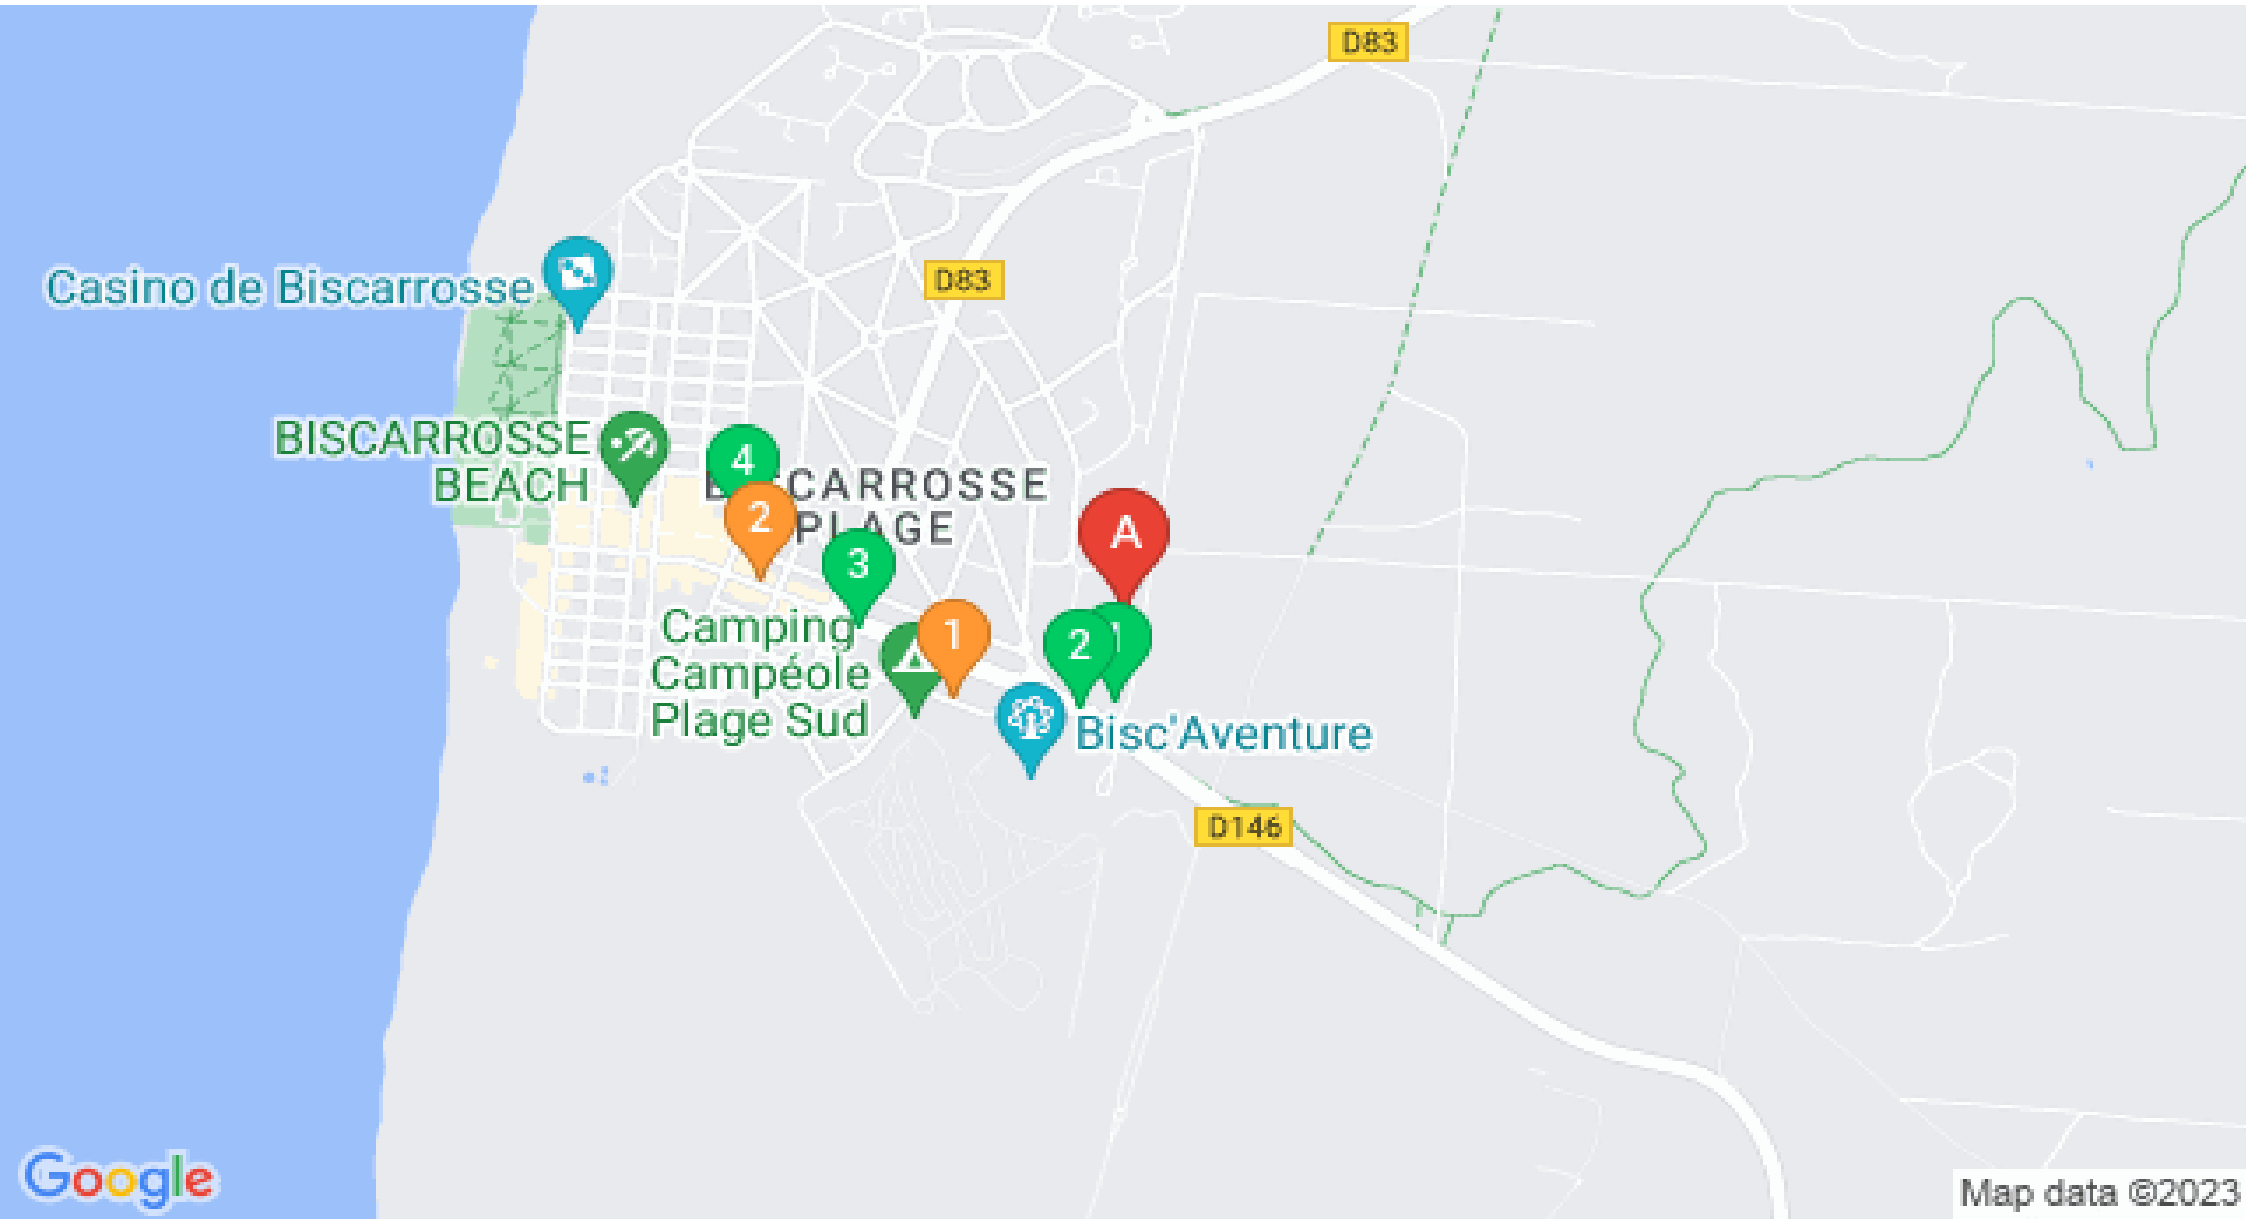 D83
Casino de Biscarrosse
D83
BISCARROSSE
BEACH
4
CARROSSE
2
PLAGE
A
3
Camping
1
2
1
Campéole
Plage Sud
Bisc'Aventure
D146
Google
Map data ©2023